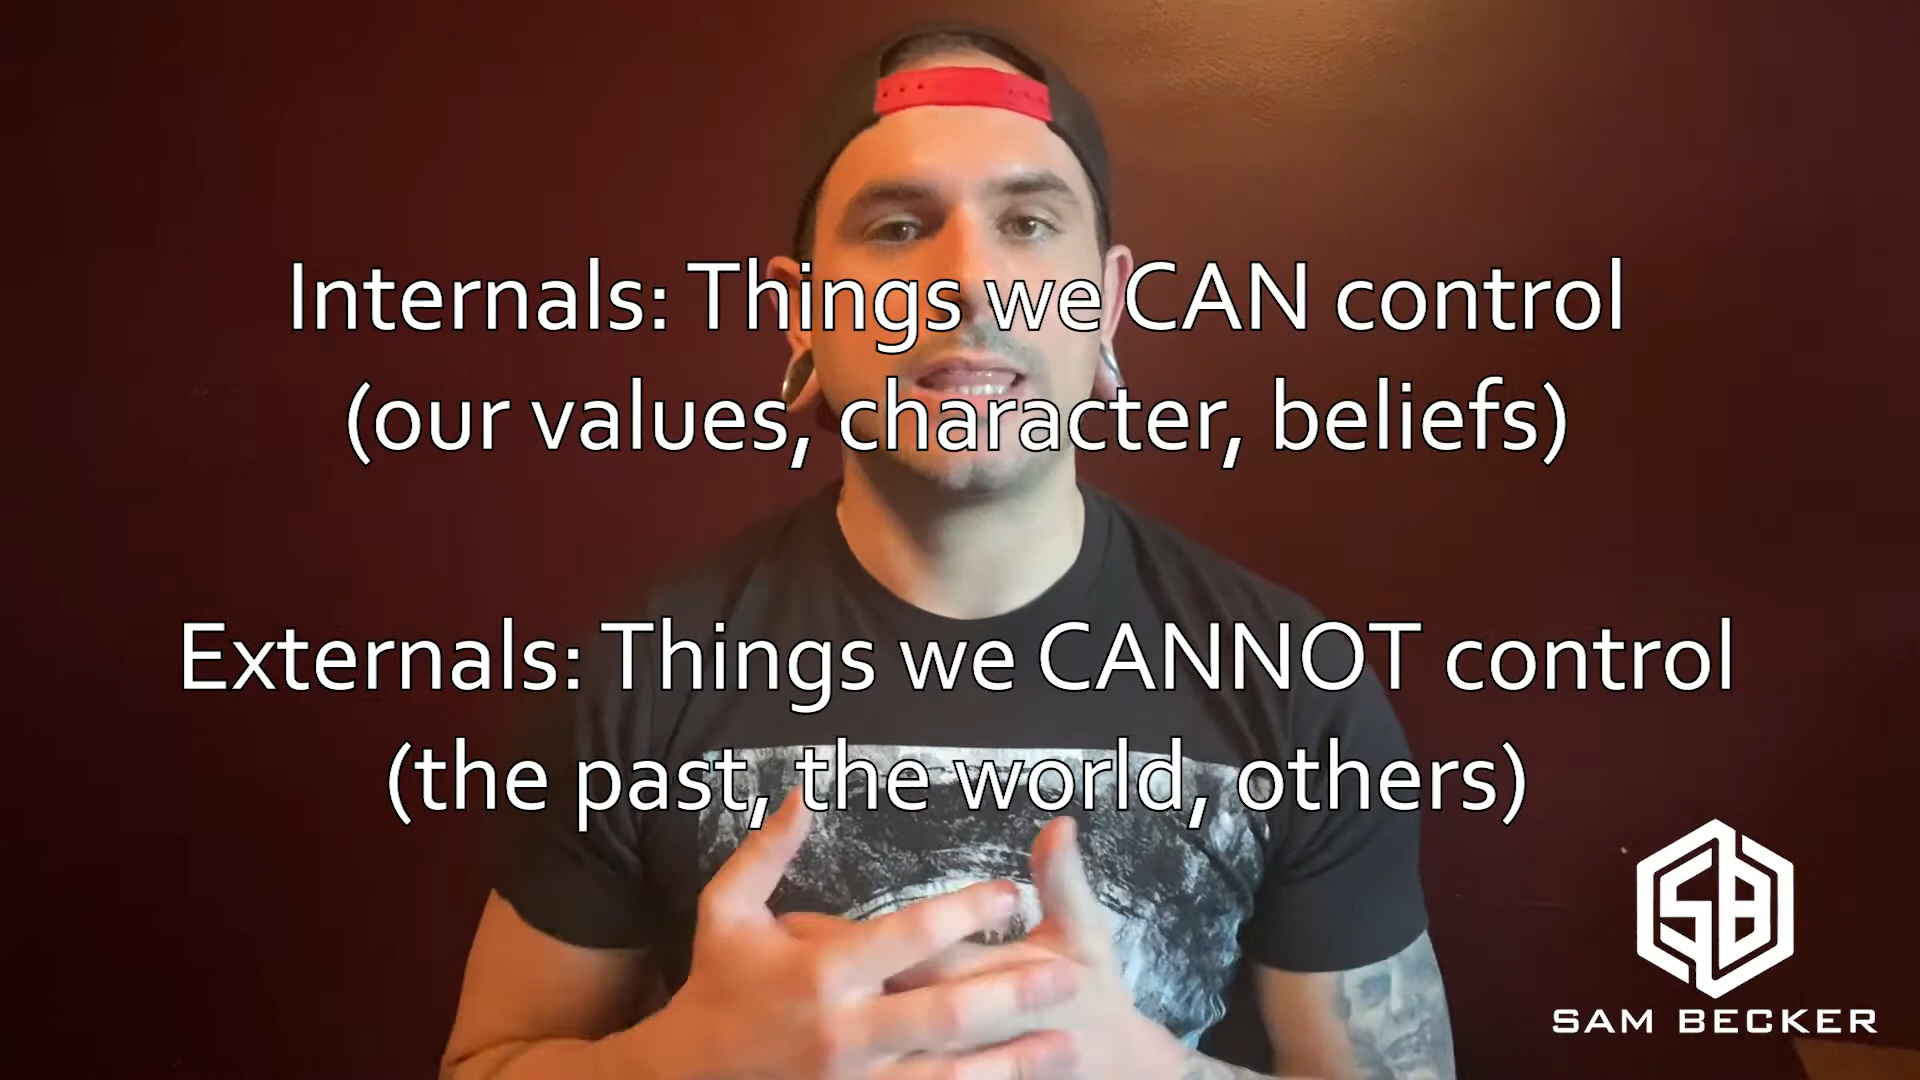 Internals: Things we CAN control
(our values, character, beliefs)
Externals: Things we CANNOT control
(the past, the world, others)
SB
SAM BECKER